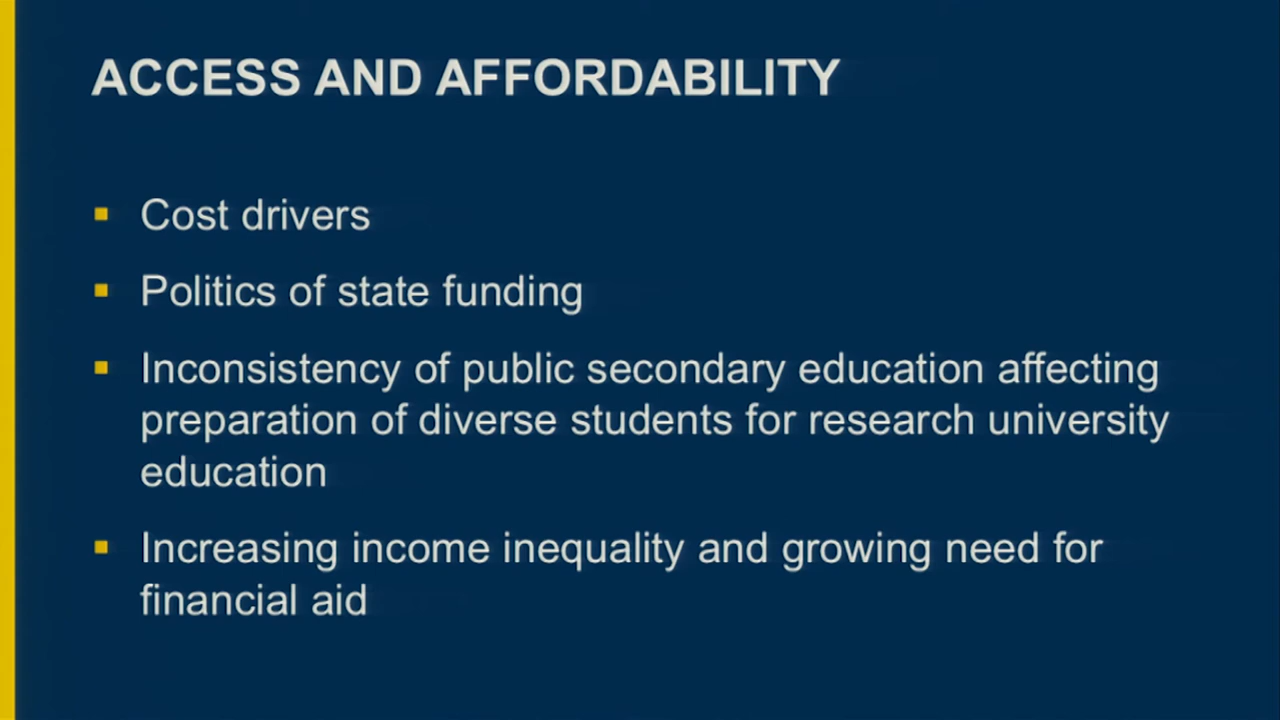 ACCESS AND AFFORDABILITY
Cost drivers
Politics of state funding
Inconsistency of public secondary education affecting
preparation of diverse students for research university
education
Increasing income inequality and growing need for
financial aid